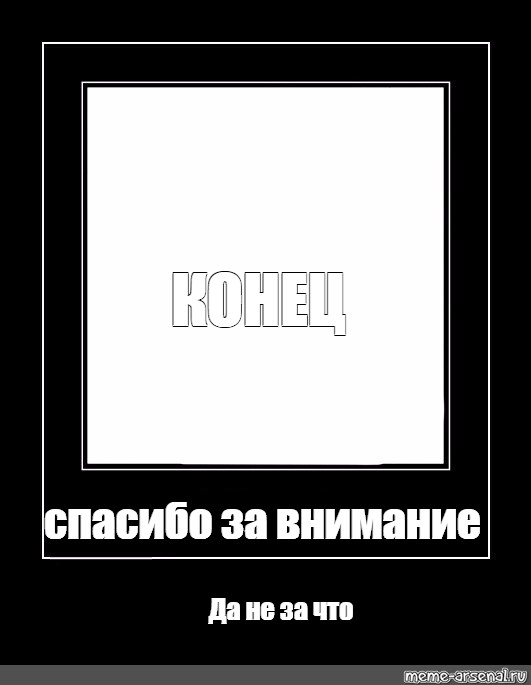 КОНЕЦ
спасибо за внимание
Да не за что
meme-arsenal.ru